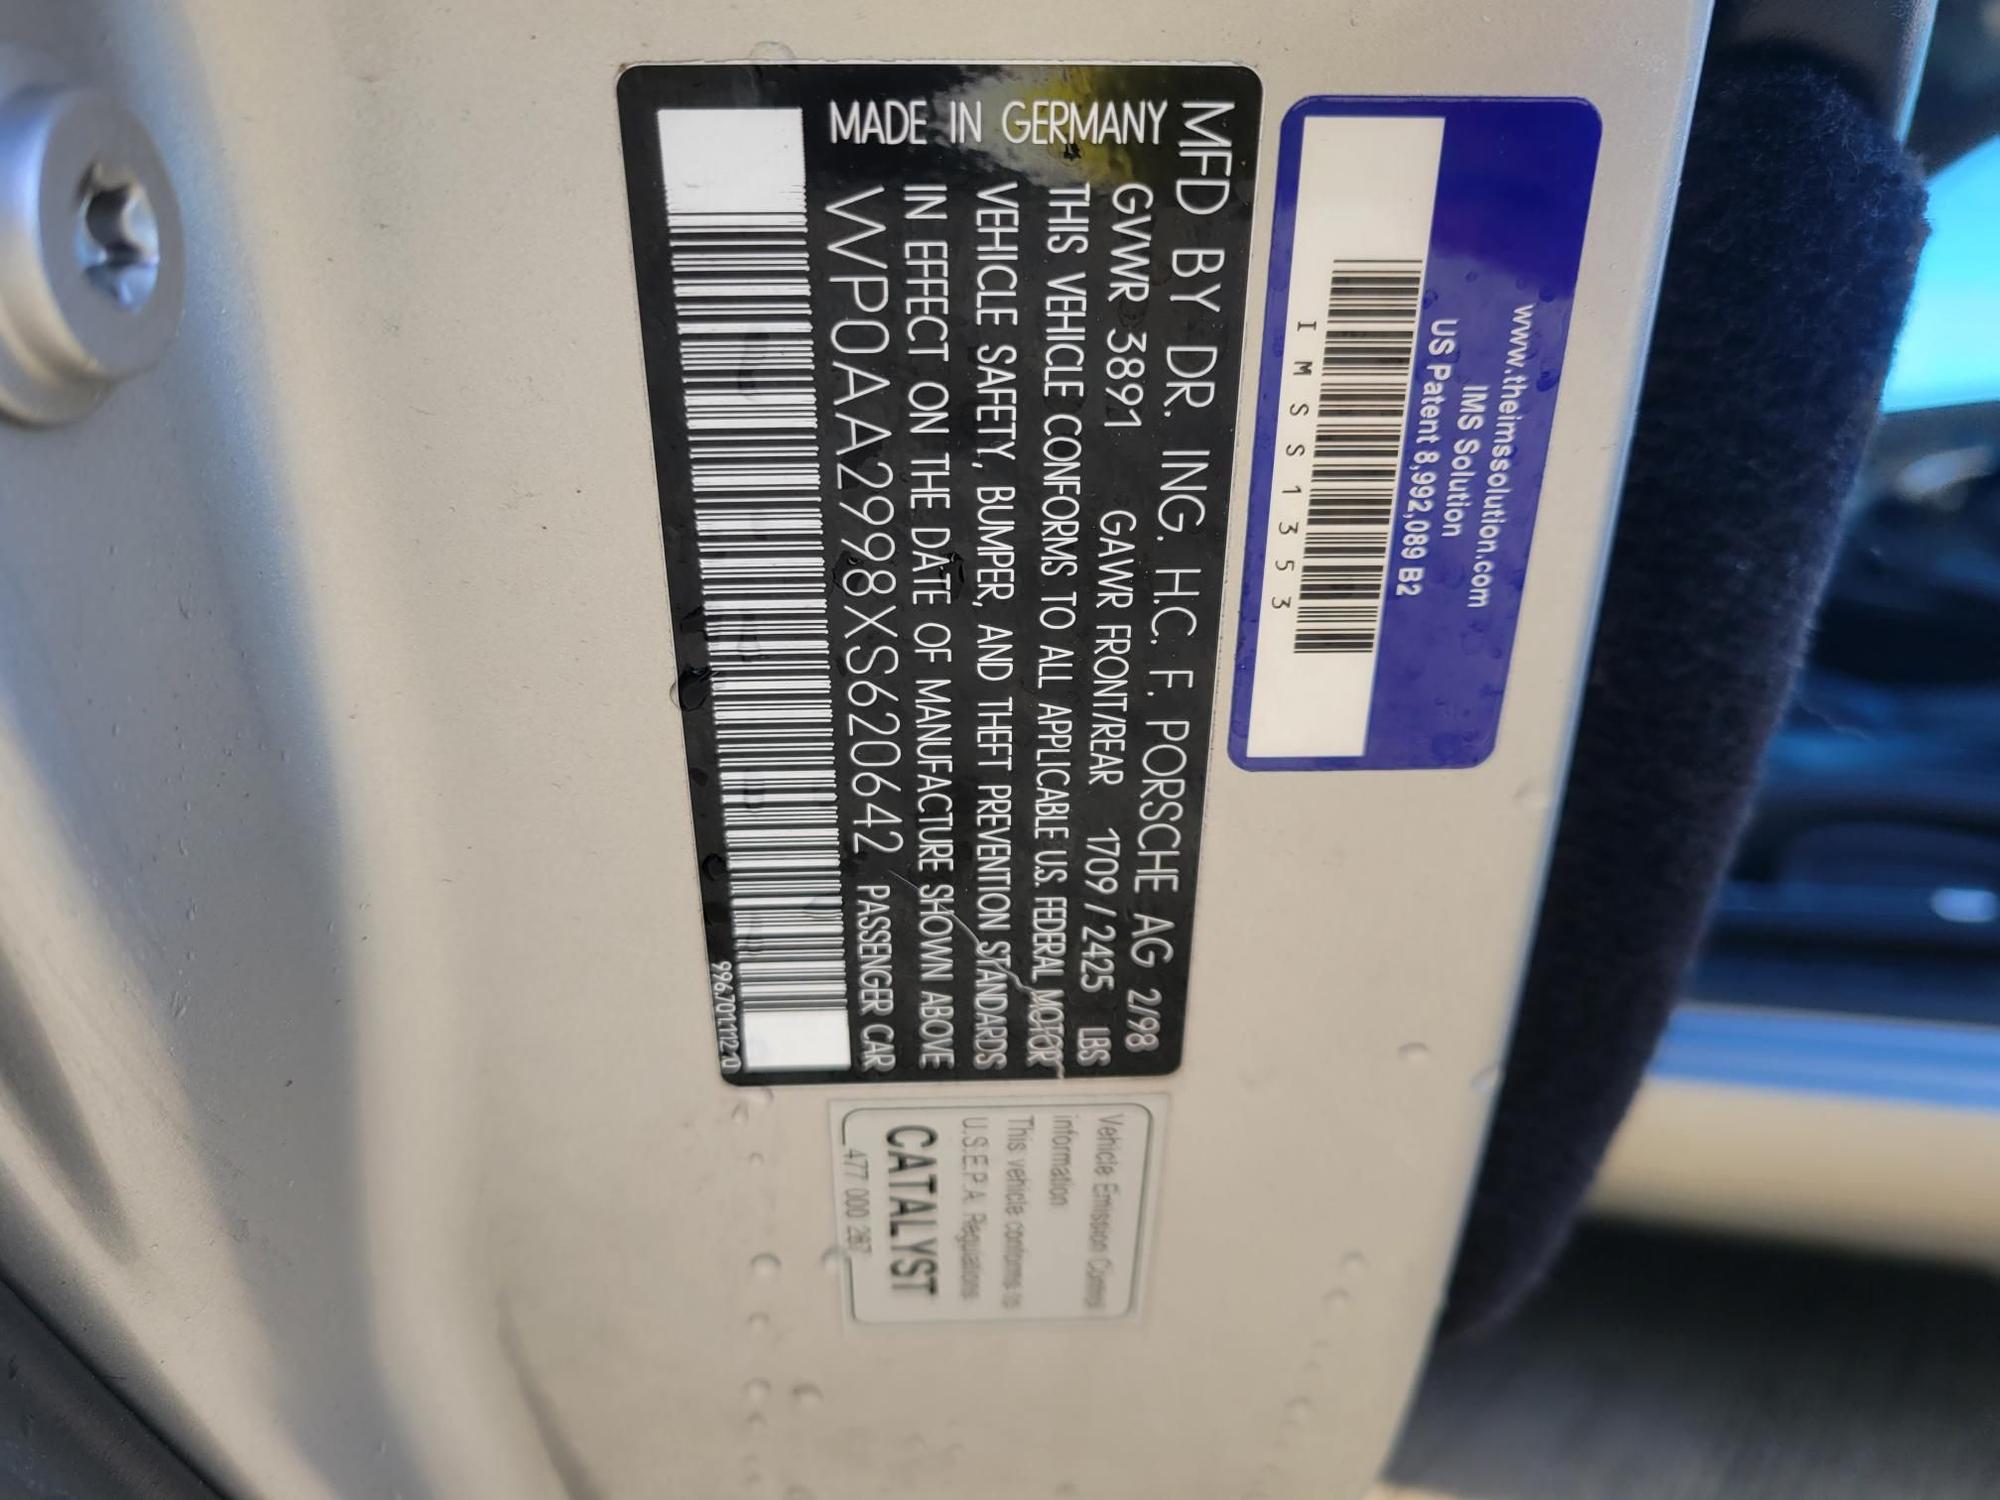 www.theimssolution.com
IMS Solution
US Patent 8,992,089 B2
IMSS1353
MFD BY DR. ING. H.C. F. PORSCHE AG 2/98
GVWR 3891 GAWR FRONT/REAR 1709/2425 LBS
THIS VEHICLE CONFORMS TO ALL APPLICABLE U.S. FEDERAL MOTOR
VEHICLE SAFETY, BUMPER, AND THEFT PREVENTION STANDARDS
IN EFFECT ON THE DATE OF MANUFACTURE SHOWN ABOVE
WP0AA2998XS620642 PASSENGER CAR
MADE IN GERMANY
996.701.112.0
Vehicle Emission Control
information
This vehicle conforms to
U.S.E.P.A. Regulations
CATALYST
477 000 287